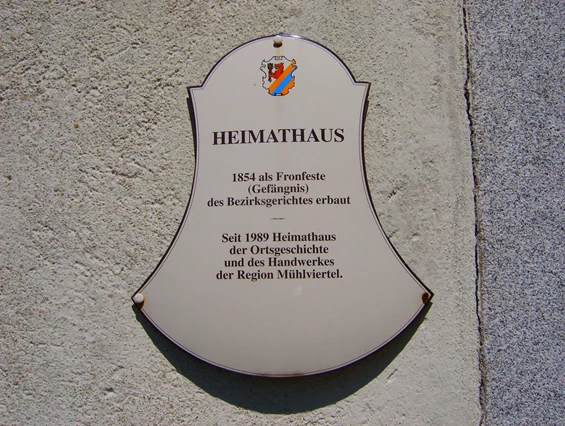 HEIMATHAUS
1854 als Fronfeste
(Gefängnis)
des Bezirksgerichtes erbaut
Seit 1989 Heimathaus
der Ortsgeschichte
und des Handwerkes
der Region Mühlviertel.